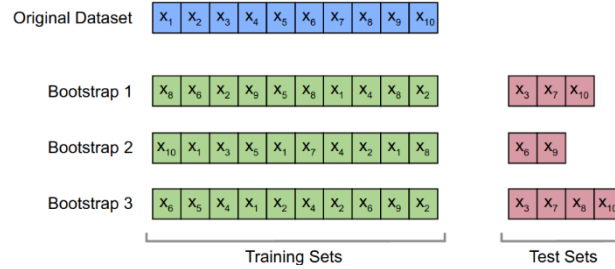 Original Dataset x₁ x₂ x₃ x₄ x₅ x₆ x₇ x₈ x₉ x₁₀
Bootstrap 1 x₈ x₆ x₂ x₉ x₅ x₈ x₁ x₄ x₈ x₂ x₃ x₇ x₁₀
Bootstrap 2 x₁₀ x₁ x₃ x₅ x₁ x₇ x₄ x₂ x₁ x₈ x₆ x₉
Bootstrap 3 x₆ x₅ x₄ x₁ x₂ x₄ x₂ x₆ x₉ x₂ x₃ x₇ x₈ x₁₀
Training Sets Test Sets